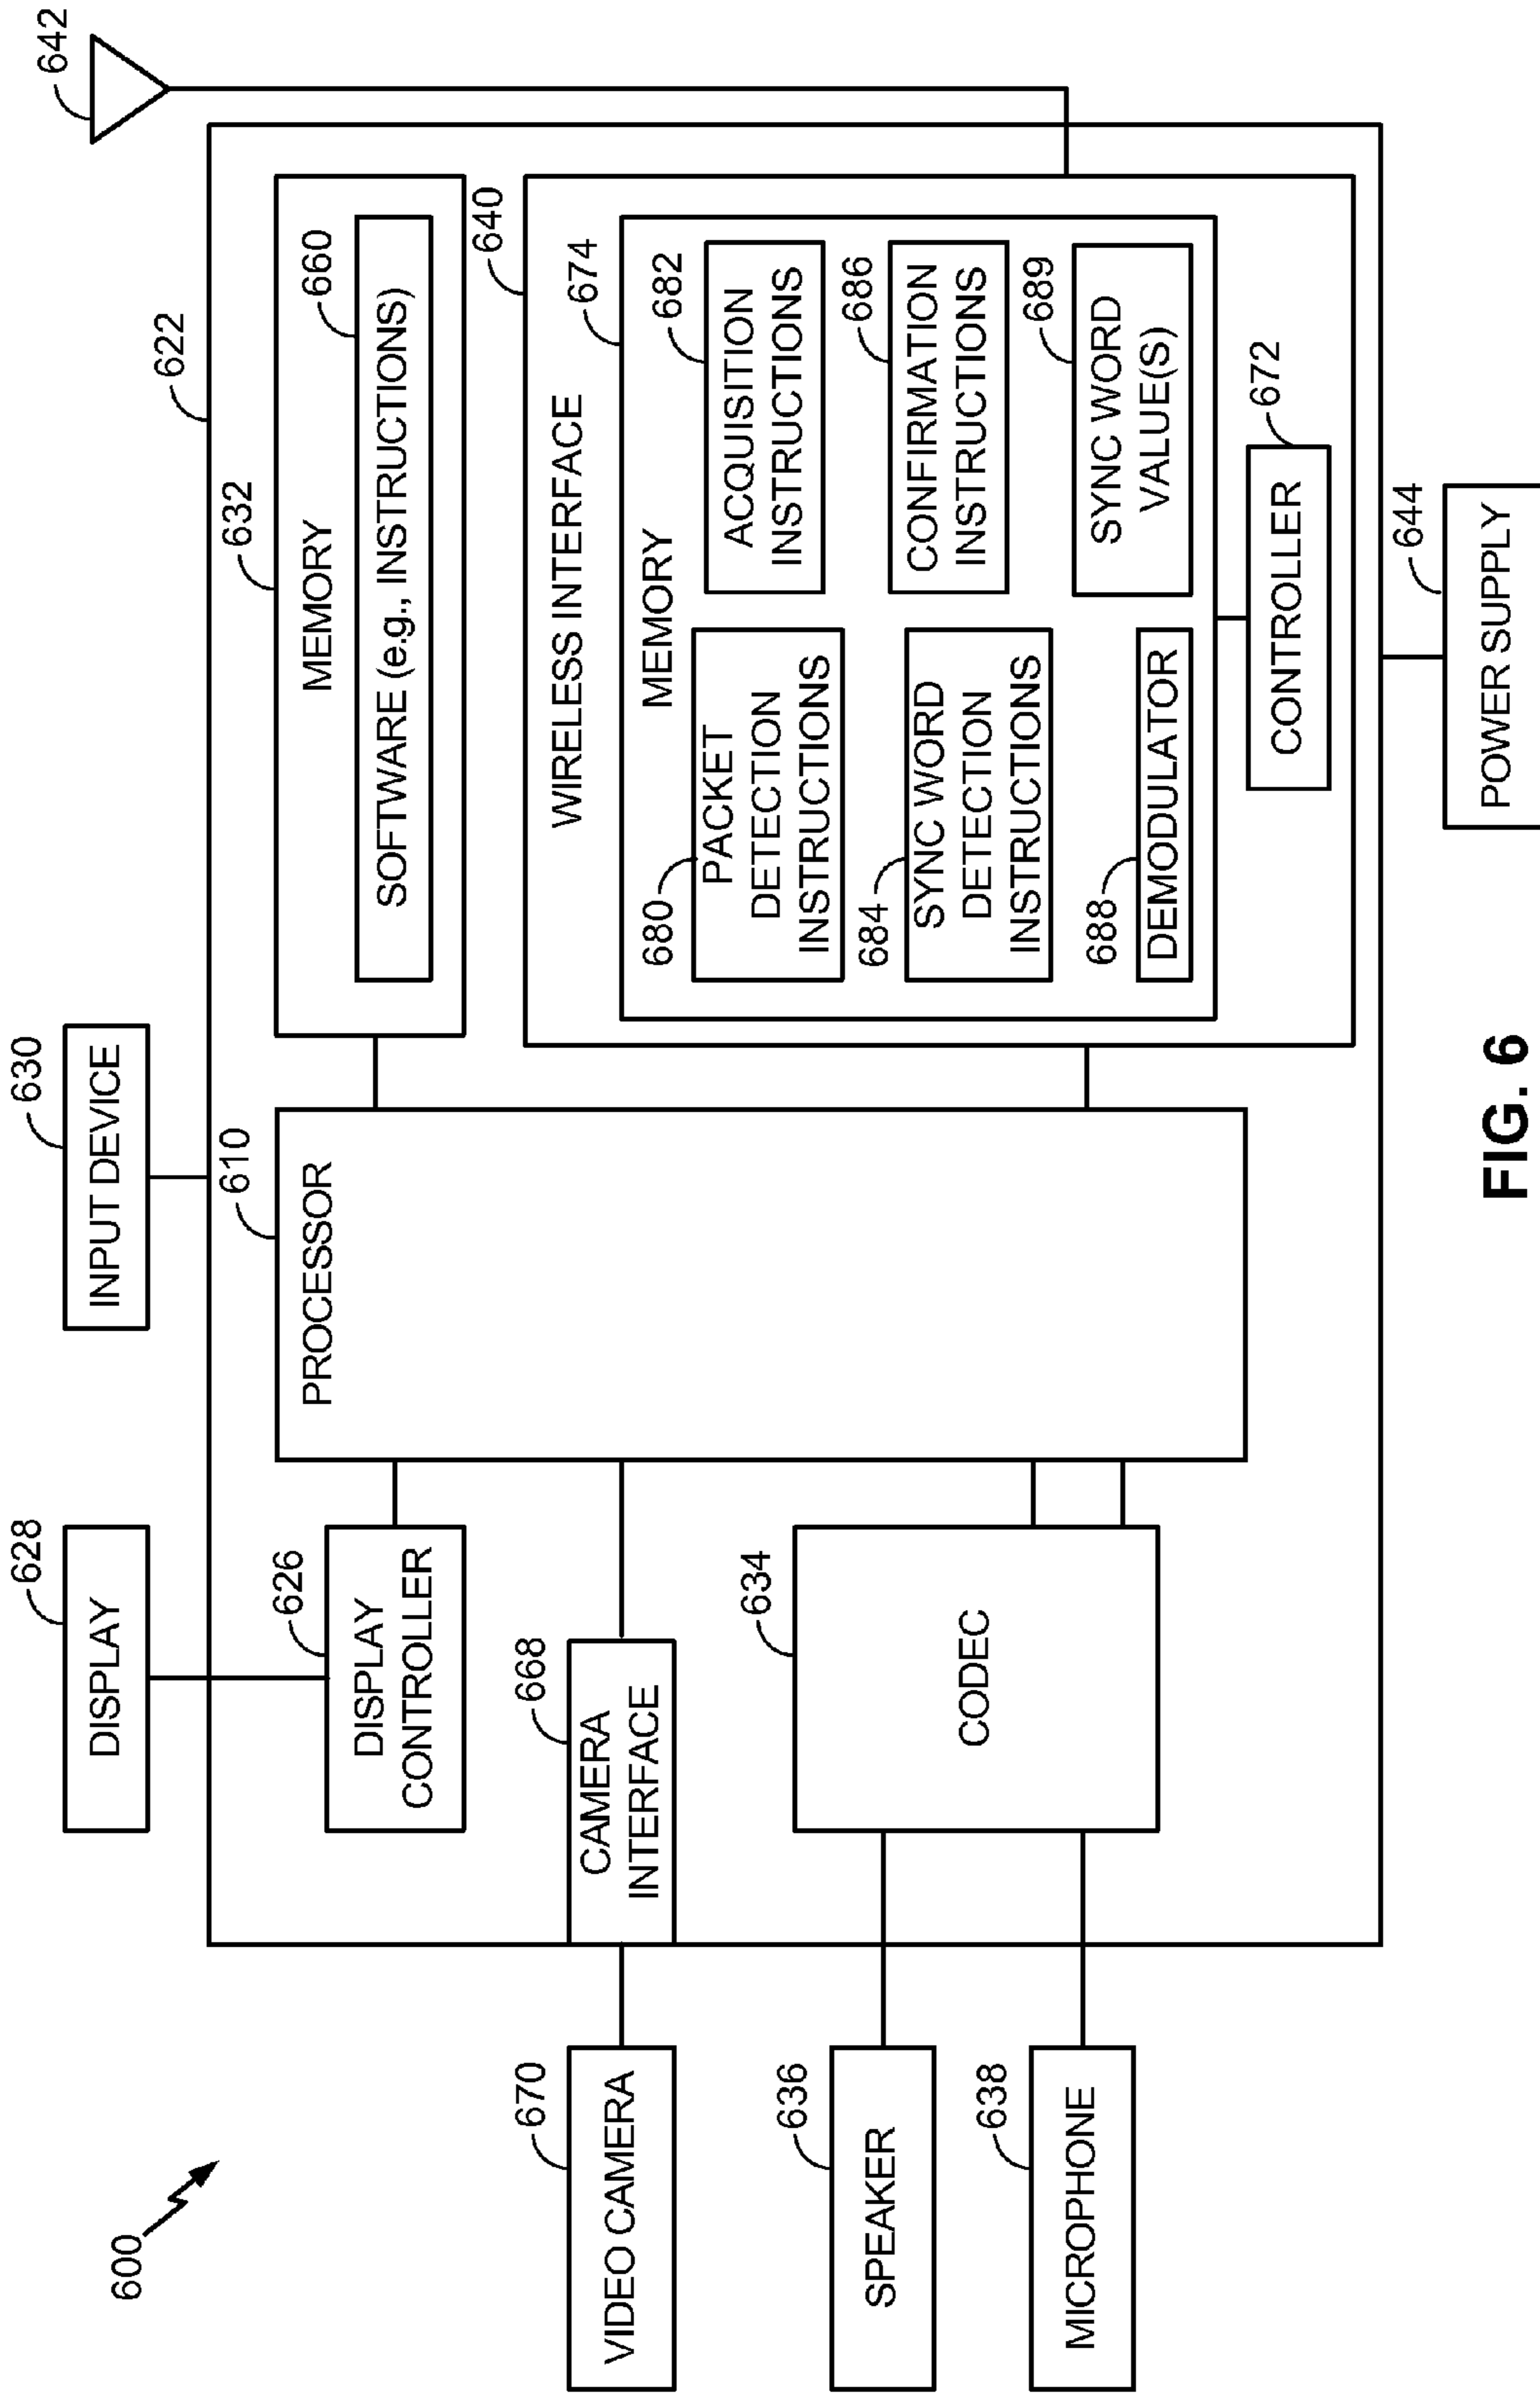 600
628
DISPLAY
630
INPUT DEVICE
642
622
626
DISPLAY
CONTROLLER
610
PROCESSOR
632
MEMORY
660
SOFTWARE (e.g., INSTRUCTIONS)
670
VIDEO CAMERA
668
CAMERA
INTERFACE
640
WIRELESS INTERFACE
674
MEMORY
680
PACKET
DETECTION
INSTRUCTIONS
682
ACQUISITION
INSTRUCTIONS
636
SPEAKER
634
CODEC
684
SYNC WORD
DETECTION
INSTRUCTIONS
686
CONFIRMATION
INSTRUCTIONS
638
MICROPHONE
688
DEMODULATOR
689
SYNC WORD
VALUE(S)
672
CONTROLLER
644
POWER SUPPLY
FIG. 6